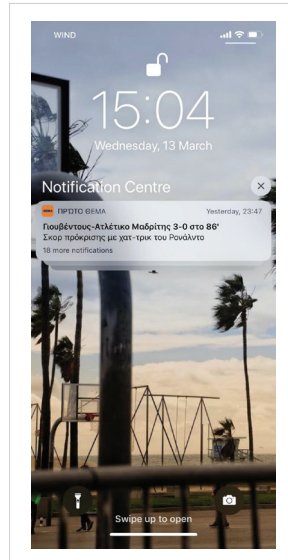 WIND
15:04
Wednesday, 13 March
Notification Centre
ΠΡΩΤΟ ΘΕΜΑ
Yesterday, 23:47
Γιουβέντους-Ατλέτικο Μαδρίτης 3-0 στο 86'
Σκορ πρόκρισης με χατ-τρικ του Ρονάλντο
18 more notifications
Swipe up to open